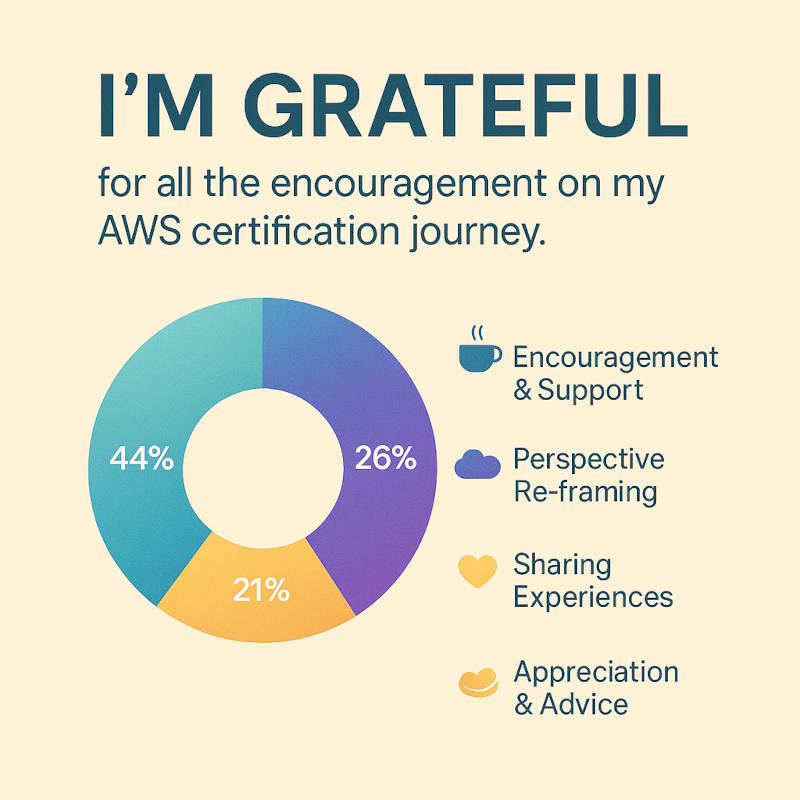 I'M GRATEFUL
for all the encouragement on my
AWS certification journey.
44%
26%
21%
Encouragement
& Support
Perspective
Re-framing
Sharing
Experiences
Appreciation
& Advice